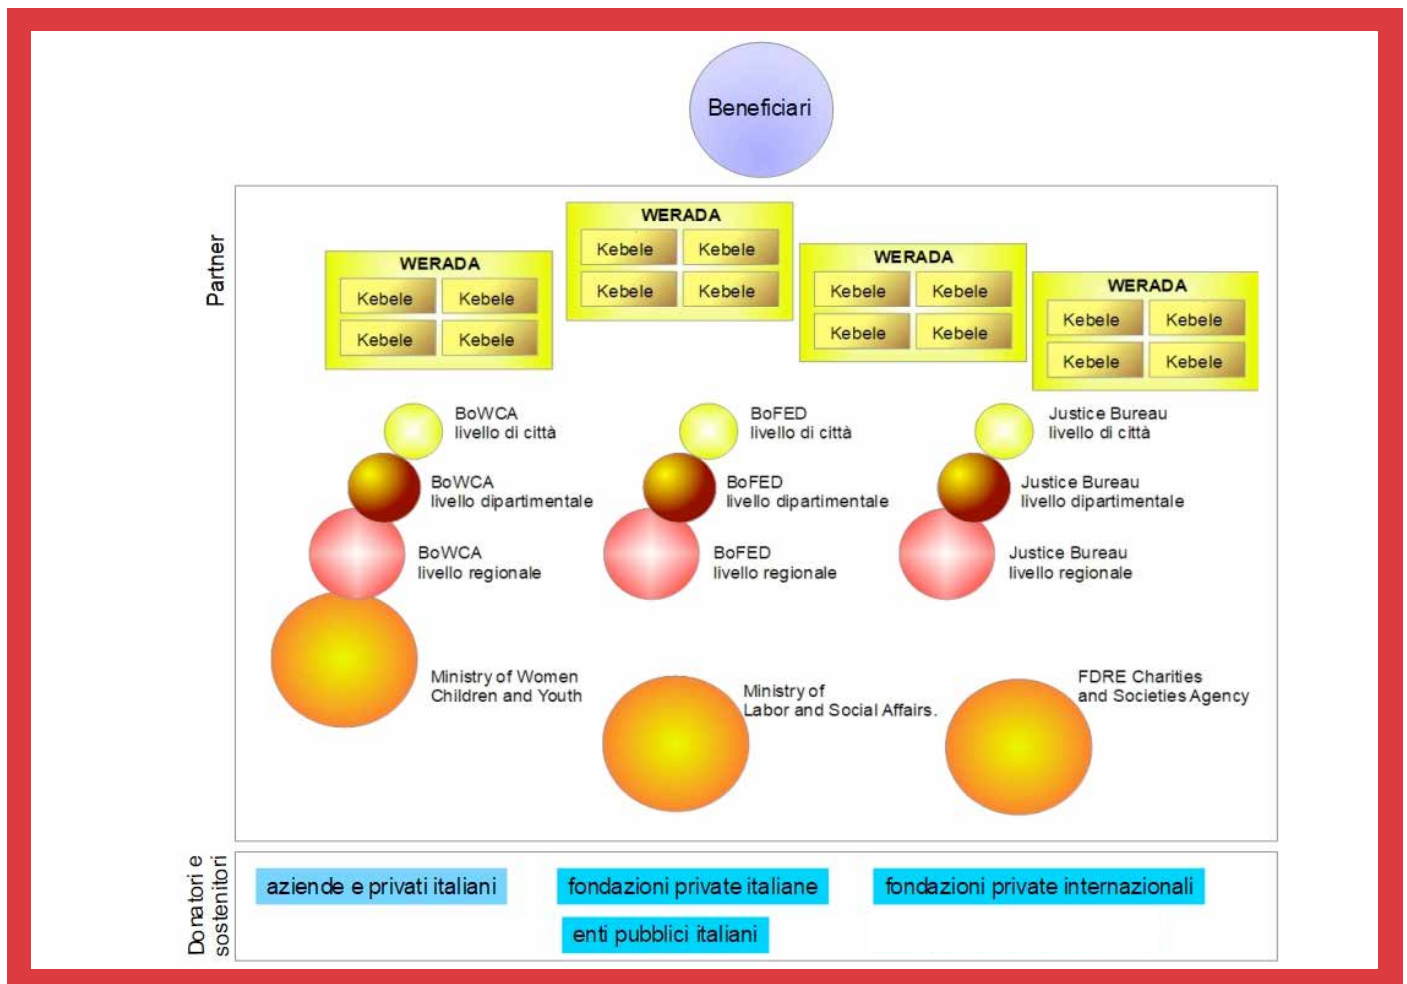 Beneficiari
Partner
WERADA
Kebele Kebele
Kebele Kebele
WERADA
Kebele Kebele
Kebele Kebele
WERADA
Kebele Kebele
Kebele Kebele
WERADA
Kebele Kebele
Kebele Kebele
BoWCA
livello di città
BoFED
livello di città
Justice Bureau
livello di città
BoWCA
livello dipartimentale
BoFED
livello dipartimentale
Justice Bureau
livello dipartimentale
BoWCA
livello regionale
BoFED
livello regionale
Justice Bureau
livello regionale
Ministry of Women
Children and Youth
Ministry of
Labor and Social Affairs.
FDRE Charities
and Societies Agency
Donatori e
sostenitori
aziende e privati italiani
fondazioni private italiane
fondazioni private internazionali
enti pubblici italiani